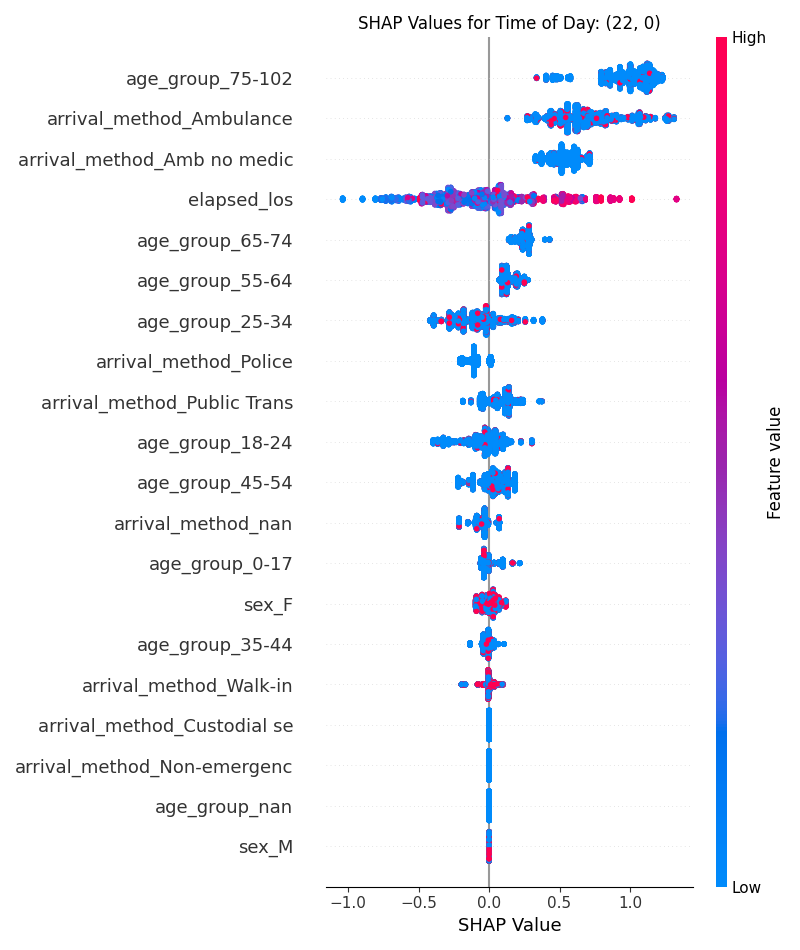 SHAP Values for Time of Day: (22, 0)
High
age_group_75-102
arrival_method_Ambulance
arrival_method_Amb no medic
elapsed_los
age_group_65-74
age_group_55-64
age_group_25-34
arrival_method_Police
arrival_method_Public Trans
age_group_18-24
age_group_45-54
arrival_method_nan
age_group_0-17
sex_F
age_group_35-44
arrival_method_Walk-in
arrival_method_Custodial se
arrival_method_Non-emergenc
age_group_nan
sex_M
Feature value
Low
−1.0 −0.5 0.0 0.5 1.0
SHAP Value